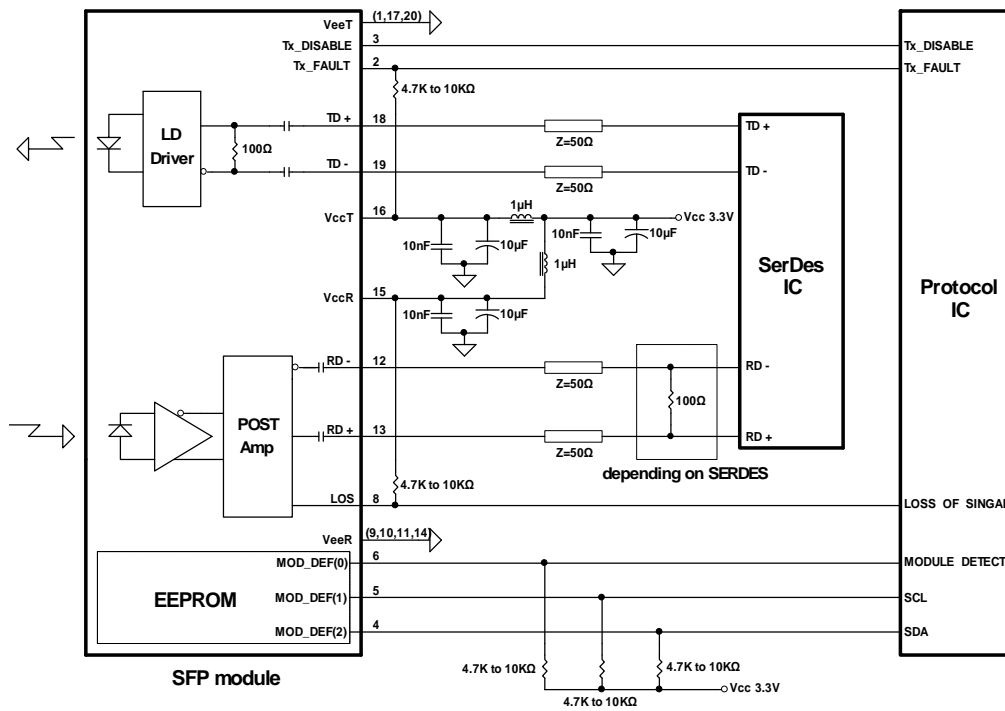 VeeT
(1,17,20)
Tx_DISABLE
3
Tx_DISABLE
Tx_FAULT
2
Tx_FAULT
4.7K to 10KΩ
LD
Driver
100Ω
TD +
18
Z=50Ω
TD +
TD -
19
Z=50Ω
TD -
1µH
VccT
16
Vcc 3.3V
10nF
10µF
10nF
10µF
1µH
SerDes
IC
Protocol
IC
VccR
15
10nF
10µF
RD -
12
Z=50Ω
RD -
100Ω
POST
Amp
RD +
13
Z=50Ω
RD +
depending on SERDES
4.7K to 10KΩ
LOS
8
LOSS OF SINGAL
VeeR
(9,10,11,14)
MOD_DEF(0)
6
MODULE DETECT
EEPROM
MOD_DEF(1)
5
SCL
MOD_DEF(2)
4
SDA
4.7K to 10KΩ
4.7K to 10KΩ
4.7K to 10KΩ
Vcc 3.3V
SFP module